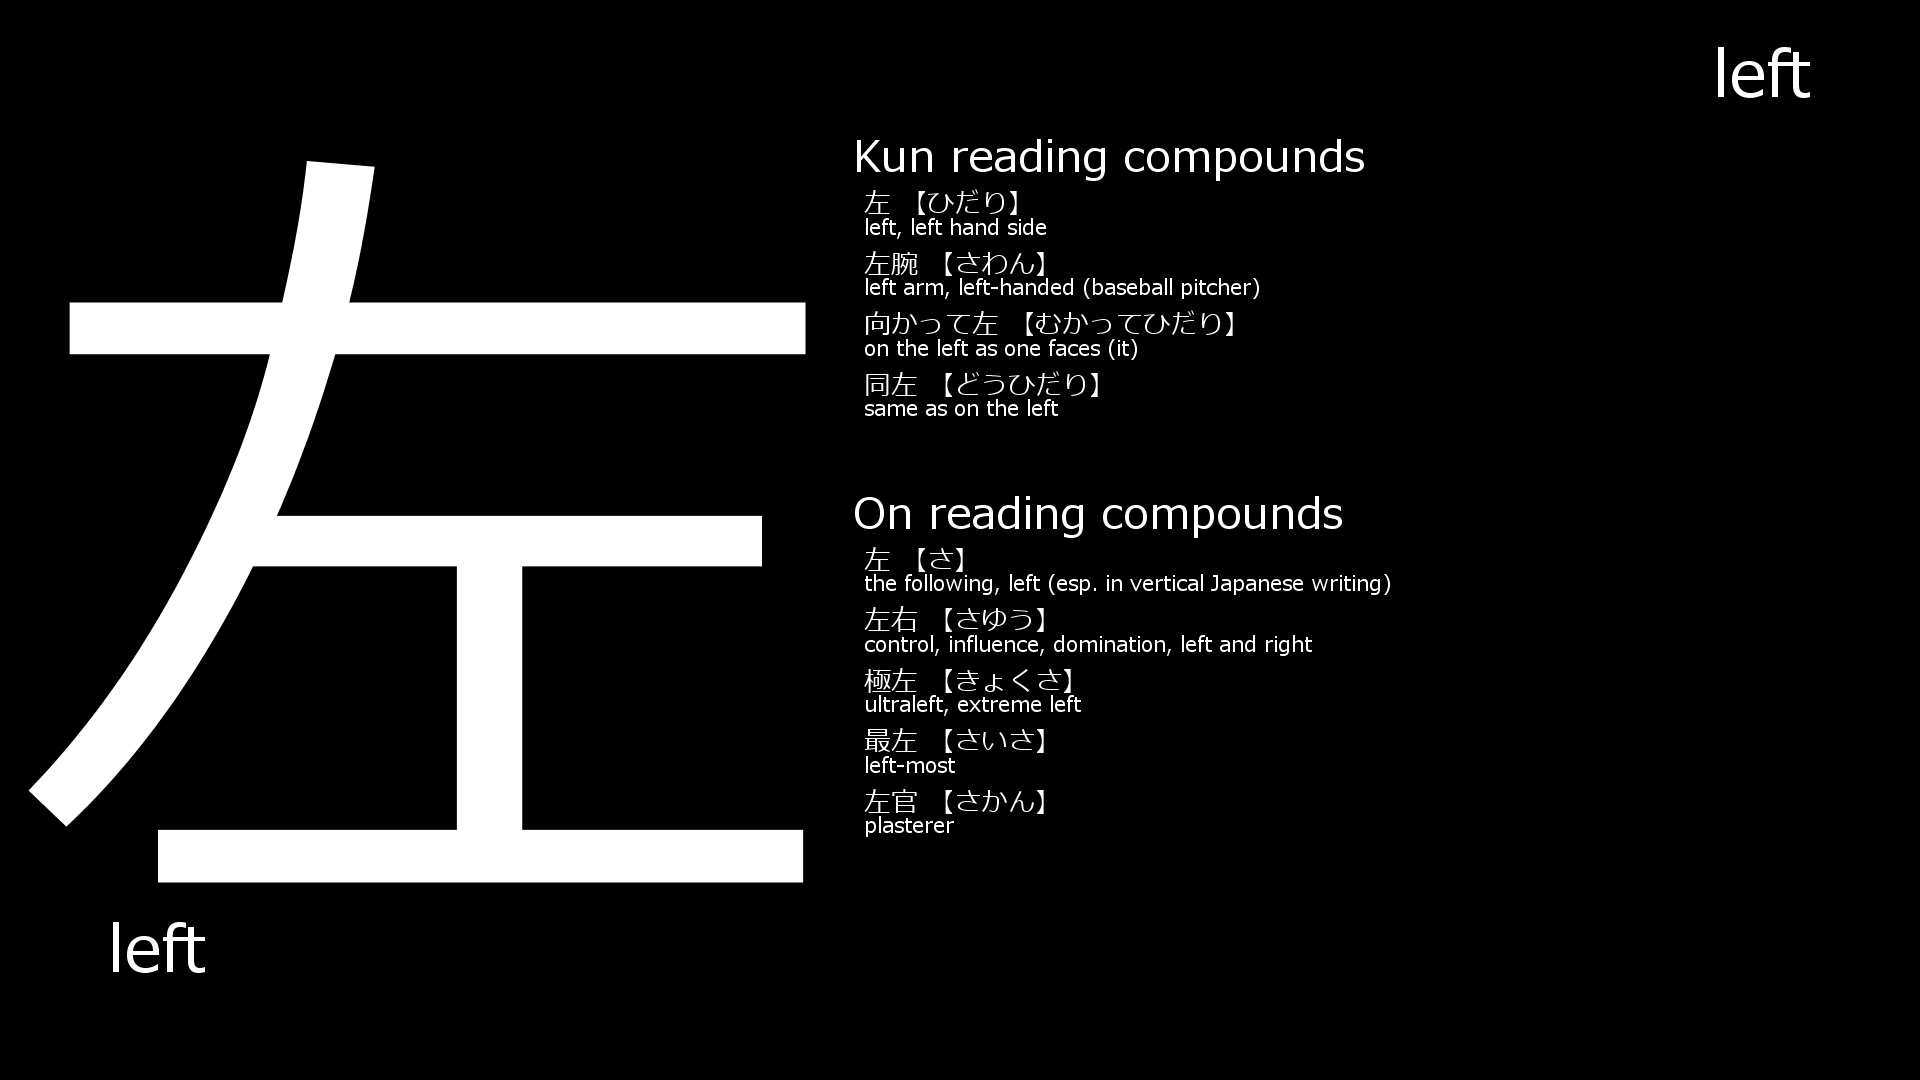 left
左
Kun reading compounds
左 【ひだり】
left, left hand side
左腕 【さわん】
left arm, left-handed (baseball pitcher)
向かって左 【むかってひだり】
on the left as one faces (it)
同左 【どうひだり】
same as on the left
On reading compounds
左 【さ】
the following, left (esp. in vertical Japanese writing)
左右 【さゆう】
control, influence, domination, left and right
極左 【きょくさ】
ultraleft, extreme left
最左 【さいさ】
left-most
左官 【さかん】
plasterer
left